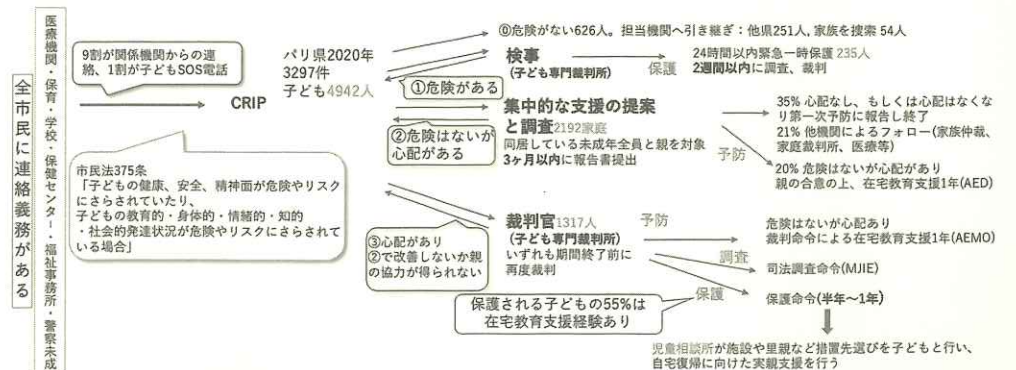 全市民に連絡義務がある
医療機関・保育・学校・保健センター・福祉事務所・警察未成
9割が関係機関からの連
絡、1割が子どもSOS電話
CRIP
パリ県2020年
3297件
子ども4942人
市民法375条
「子どもの健康、安全、精神面が危険やリスク
にさらされていたり、
子どもの教育的・身体的・情緒的・知的
・社会的発達状況が危険やリスクにさらされて
いる場合」
⓪危険がない626人。担当機関へ引き継ぎ：他県251人, 家族を捜索 54人
①危険がある
検事
(子ども専門裁判所)
保護
24時間以内緊急一時保護 235人
2週間以内に調査、裁判
②危険はないが
心配がある
集中的な支援の提案
と調査2192家庭
同居している未成年全員と親を対象
3ヶ月以内に報告書提出
予防
35% 心配なし、もしくは心配はなくな
り第一次予防に報告し終了
21% 他機関によるフォロー(家族仲裁、
家庭裁判所、医療等)
20% 危険はないが心配があり
親の合意の上、在宅教育支援1年(AED)
③心配があり
②で改善しないか親
の協力が得られない
裁判官1317人
(子ども専門裁判所)
いずれも期間終了前に
再度裁判
予防
危険はないが心配あり
裁判命令による在宅教育支援1年(AEMO)
調査
司法調査命令(MJIE)
保護
保護命令(半年〜1年)
保護される子どもの55%は
在宅教育支援経験あり
児童相談所が施設や里親など措置先選びを子どもと行い、
自宅復帰に向けた実親支援を行う